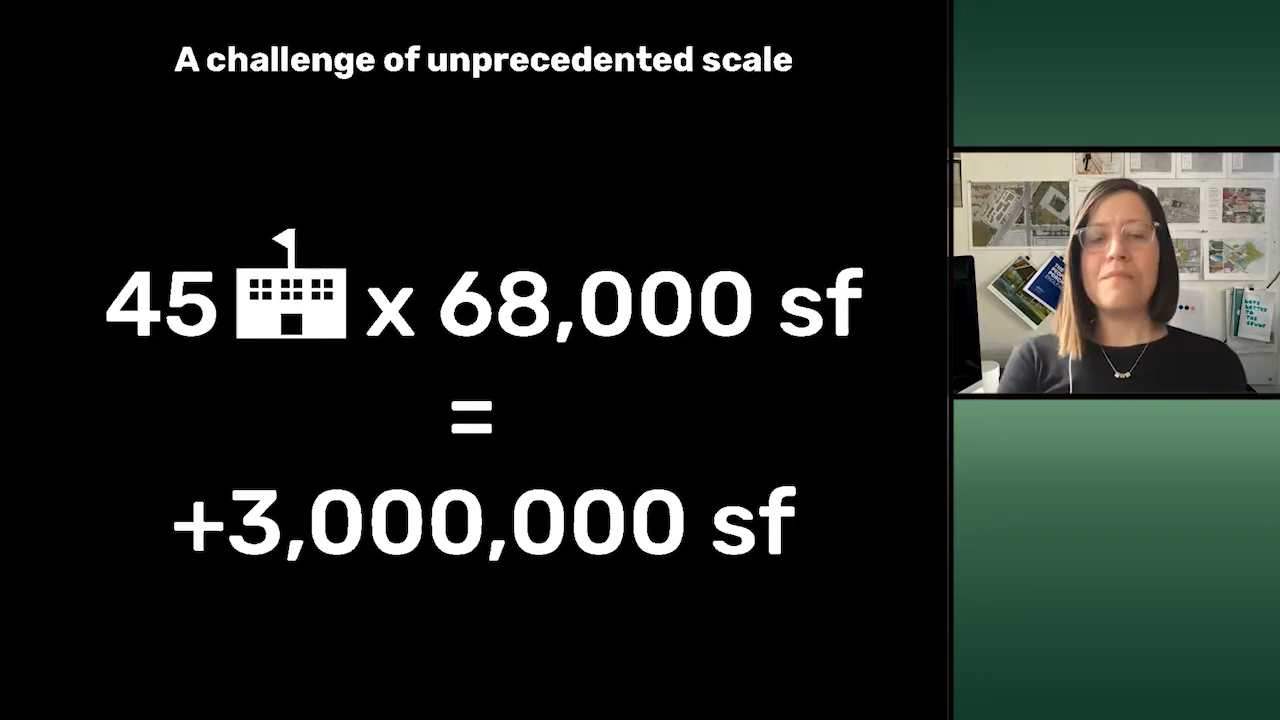 A challenge of unprecedented scale
45 x 68,000 sf
=
+3,000,000 sf